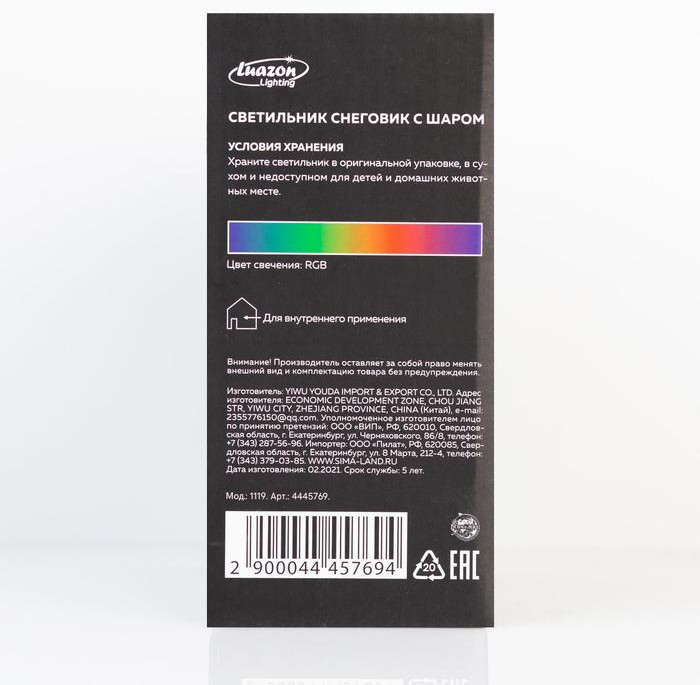 Luazon
Lighting
СВЕТИЛЬНИК СНЕГОВИК С ШАРОМ
УСЛОВИЯ ХРАНЕНИЯ
Храните светильник в оригинальной упаковке, в су-
хом и недоступном для детей и домашних живот-
ных месте.
Цвет свечения: RGB
Для внутреннего применения
Внимание! Производитель оставляет за собой право менять
внешний вид и комплектацию товара без предупреждения.
Изготовитель: YIWU YOUDA IMPORT & EXPORT CO., LTD. Адрес
изготовителя: ECONOMIC DEVELOPMENT ZONE, CHOU JIANG
STR, YIWU CITY, ZHEJIANG PROVINCE, CHINA (Китай), e-mail:
2355776150@qq.com. Уполномоченное изготовителем лицо
по принятию претензий: ООО «ВИП», РФ, 620010, Свердлов-
ская область, г. Екатеринбург, ул. Черняховского, 86/8, телефон:
+7 (343) 287-56-96. Импортер: ООО «Пилат», РФ, 620085, Свер-
дловская область, г. Екатеринбург, ул. 8 Марта, 212-4, телефон:
+7 (343) 379-03-85. WWW.SIMA-LAND.RU
Дата изготовления: 02.2021. Срок службы: 5 лет.
Мод.: 1119. Арт.: 4445769.
2 900044 457694
20
EAC